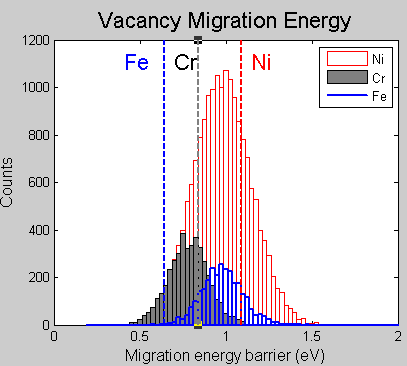 Vacancy Migration Energy
1200
1000
800
600
400
200
0
Counts
Fe Cr Ni
Ni
Cr
Fe
0 0.5 1 1.5 2
Migration energy barrier (eV)